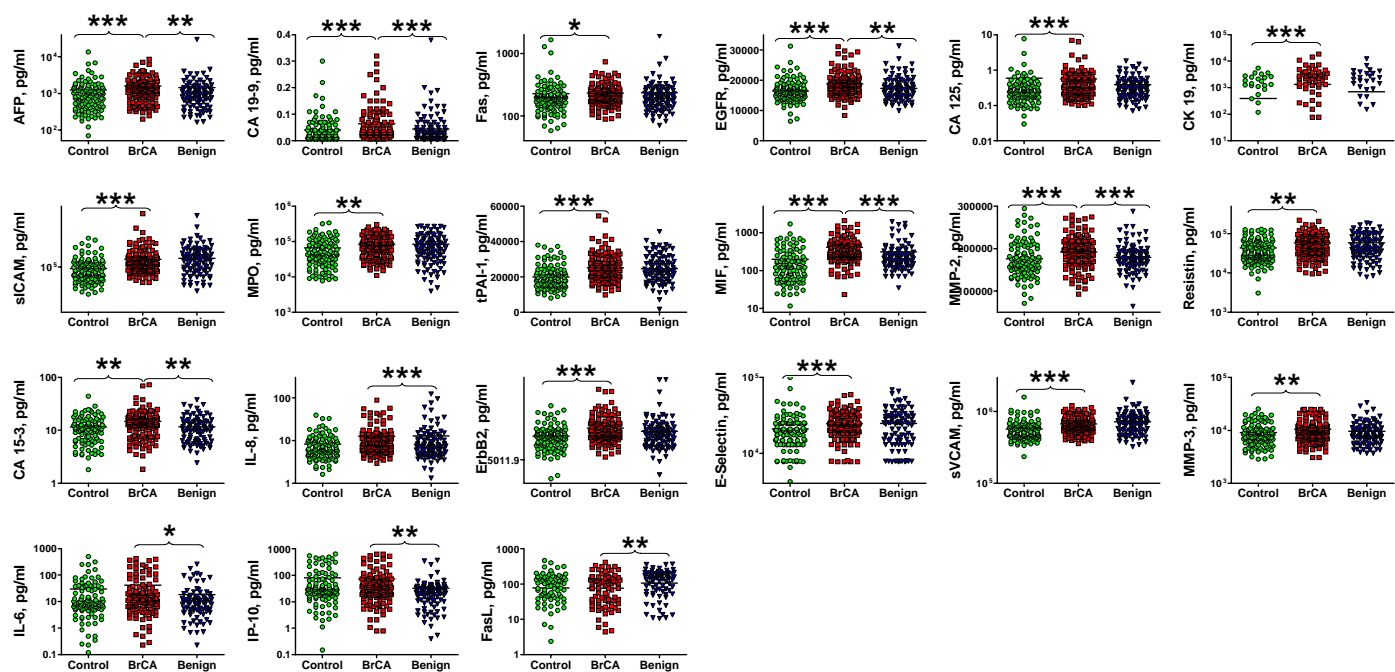 *** **
AFP, pg/ml
10⁴
10³
10²
Control BrCA Benign
*** ***
CA 19-9, pg/ml
0.4
0.3
0.2
0.1
0.0
Control BrCA Benign
*
Fas, pg/ml
1000
100
Control BrCA Benign
*** **
EGFR, pg/ml
30000
20000
10000
0
Control BrCA Benign
***
CA 125, pg/ml
10
1
0.1
0.01
Control BrCA Benign
***
CK 19, pg/ml
10⁵
10⁴
10³
10²
10¹
Control BrCA Benign
***
sICAM, pg/ml
10⁵
Control BrCA Benign
**
MPO, pg/ml
10⁶
10⁵
10⁴
10³
Control BrCA Benign
***
tPAI-1, pg/ml
60000
40000
20000
0
Control BrCA Benign
*** ***
MIF, pg/ml
1000
100
10
Control BrCA Benign
*** ***
MMP-2, pg/ml
300000
Control BrCA Benign
**
Resistin, pg/ml
10⁶
10⁵
10⁴
10³
Control BrCA Benign
** **
CA 15-3, pg/ml
100
10
1
Control BrCA Benign
***
IL-8, pg/ml
1000
100
10
1
Control BrCA Benign
***
ErbB2, pg/ml
5011.9
Control BrCA Benign
***
E-Selectin, pg/ml
10⁵
10⁴
Control BrCA Benign
***
sVCAM, pg/ml
10⁶
10⁵
Control BrCA Benign
**
MMP-3, pg/ml
10⁵
10⁴
10³
Control BrCA Benign
*
IL-6, pg/ml
1000
100
10
1
0.1
Control BrCA Benign
**
IP-10, pg/ml
1000
100
10
1
0.1
Control BrCA Benign
**
FasL, pg/ml
1000
100
10
1
Control BrCA Benign